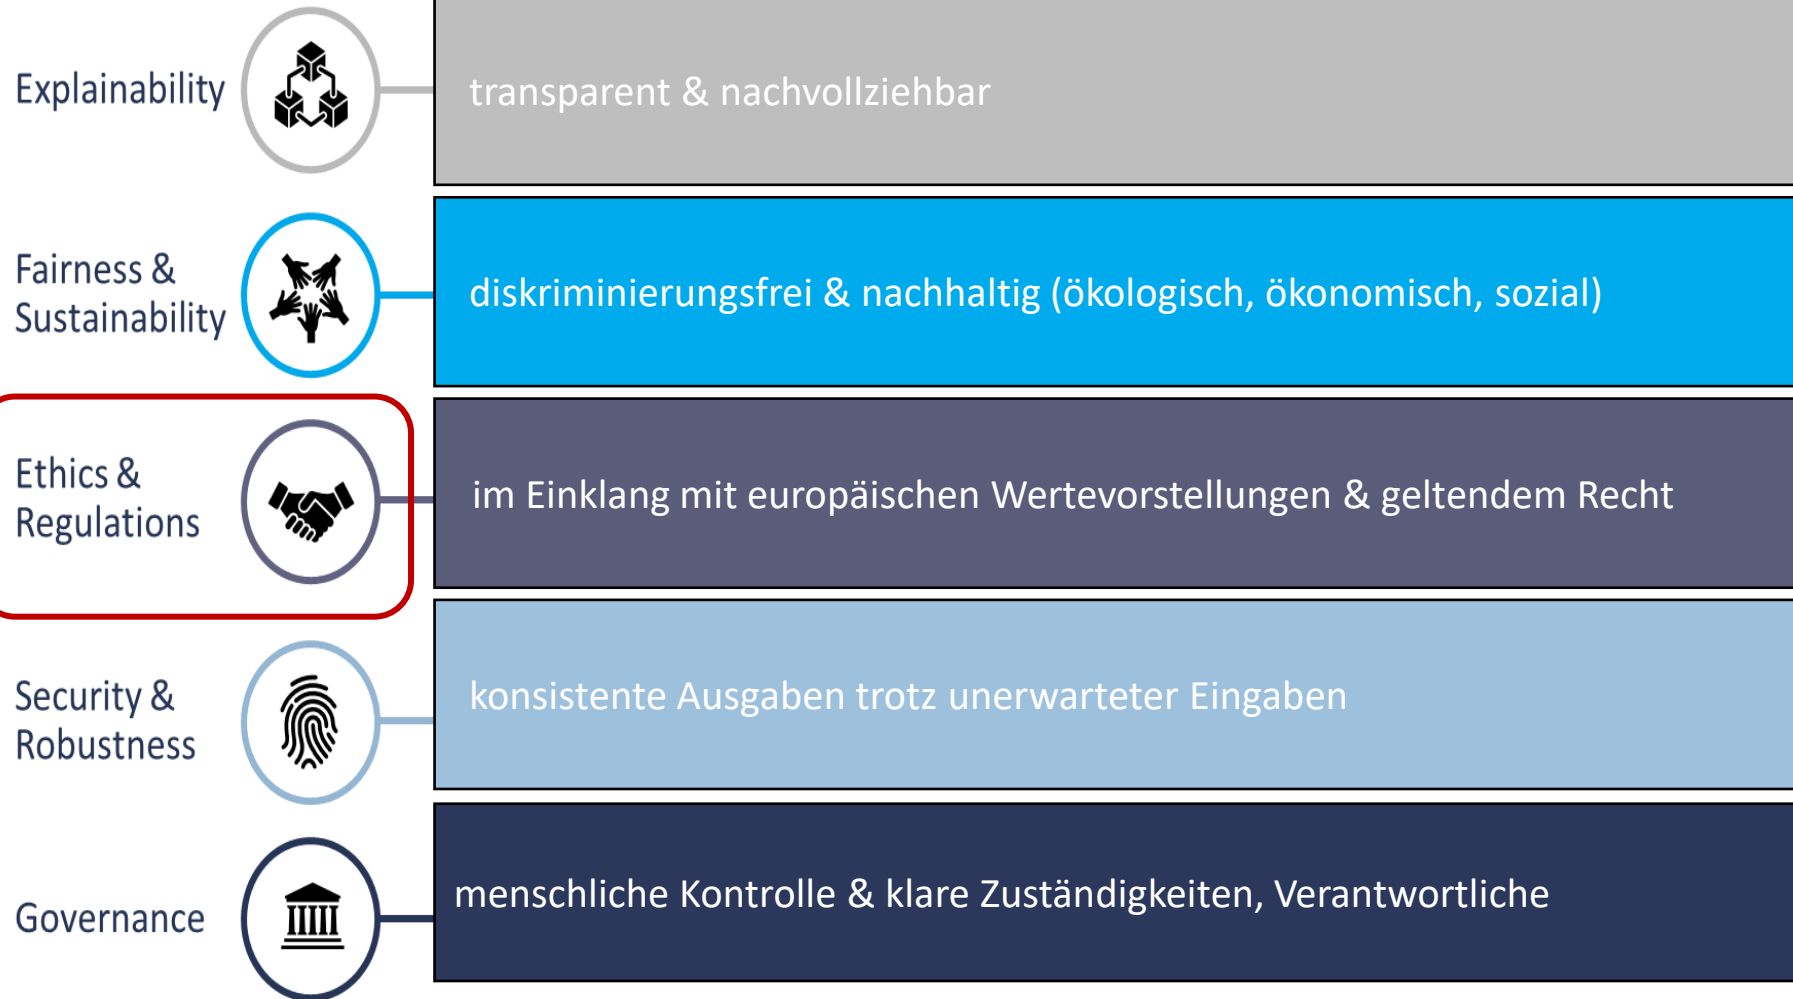 Explainability
transparent & nachvollziehbar
Fairness &
Sustainability
diskriminierungsfrei & nachhaltig (ökologisch, ökonomisch, sozial)
Ethics &
Regulations
im Einklang mit europäischen Wertevorstellungen & geltendem Recht
Security &
Robustness
konsistente Ausgaben trotz unerwarteter Eingaben
Governance
menschliche Kontrolle & klare Zuständigkeiten, Verantwortliche